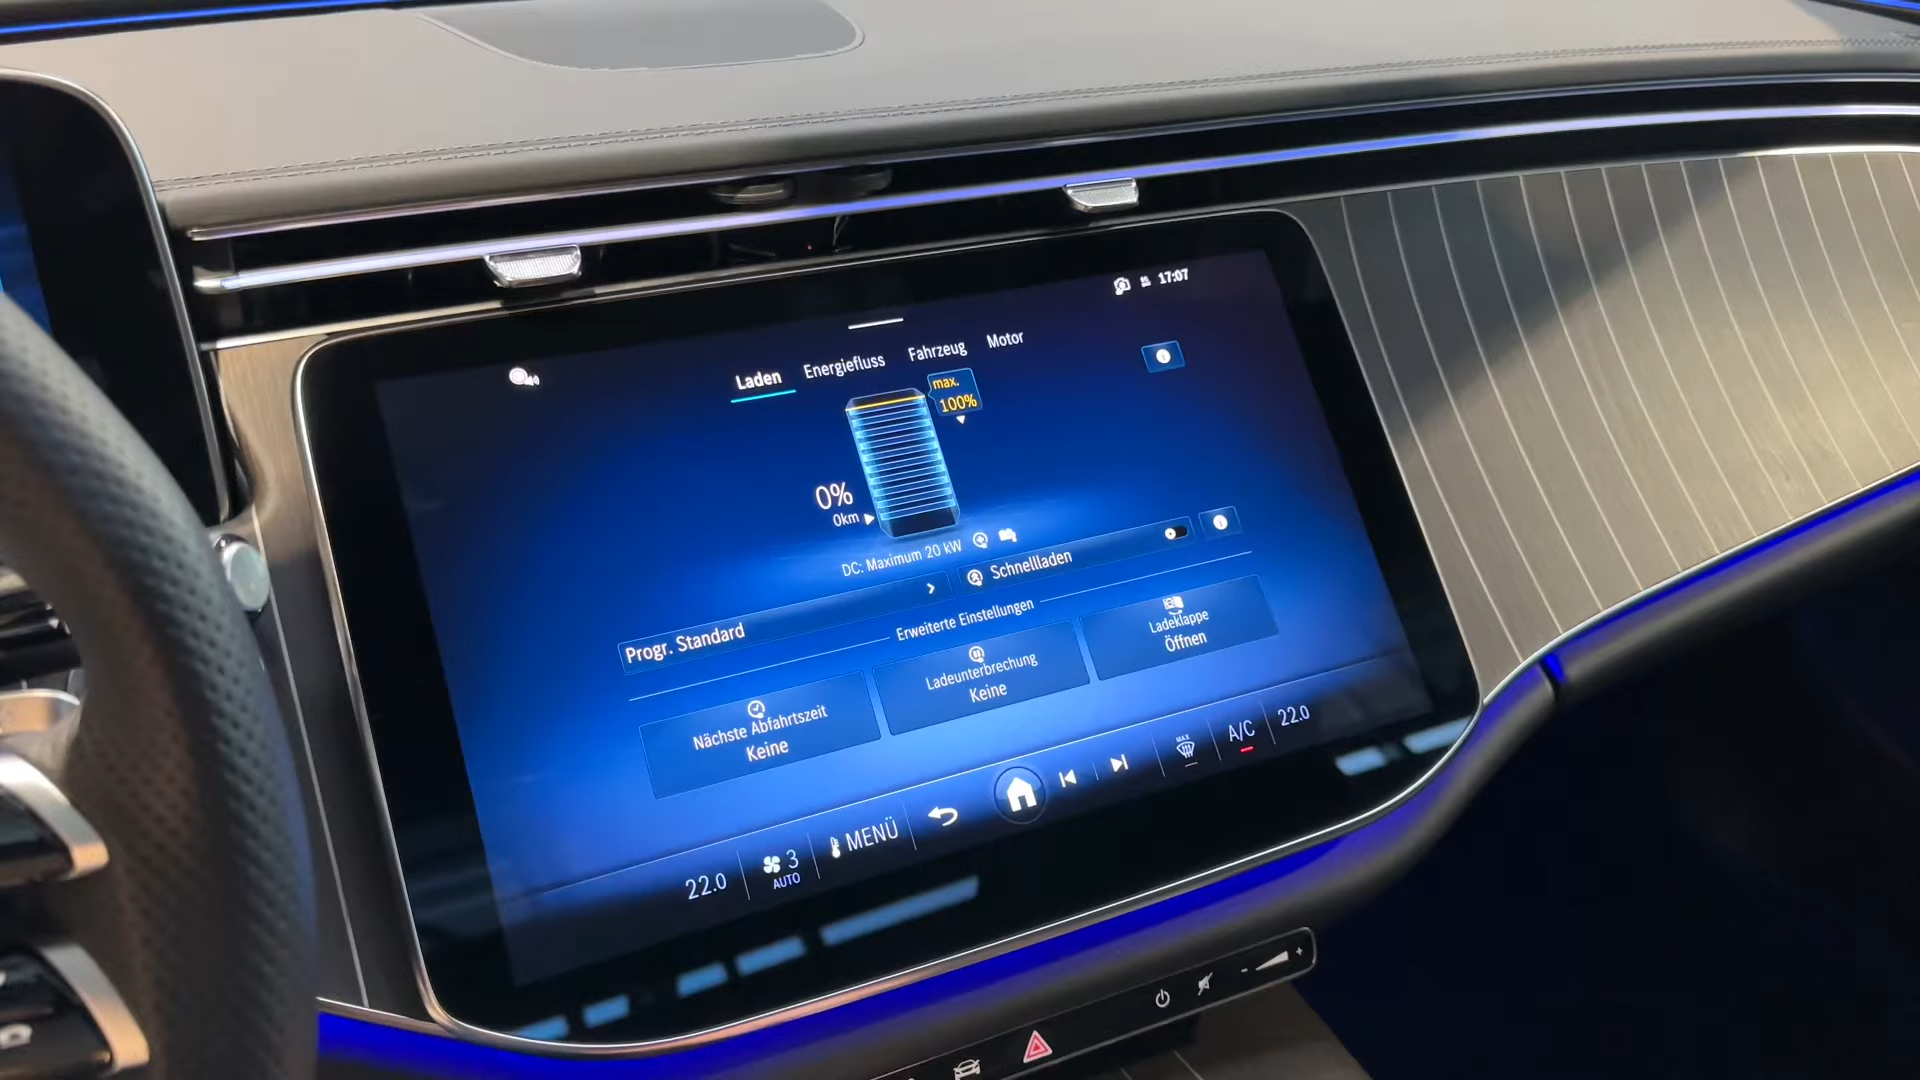 17:07
Laden Energiefluss Fahrzeug Motor
max.
100%
0%
0km
DC: Maximum 20 kW
Progr. Standard
Schnellladen
Erweiterte Einstellungen
Nächste Abfahrtszeit
Keine
Ladeunterbrechung
Keine
Ladeklappe
Öffnen
22.0
3
AUTO
MENÜ
MAX
A/C
22.0